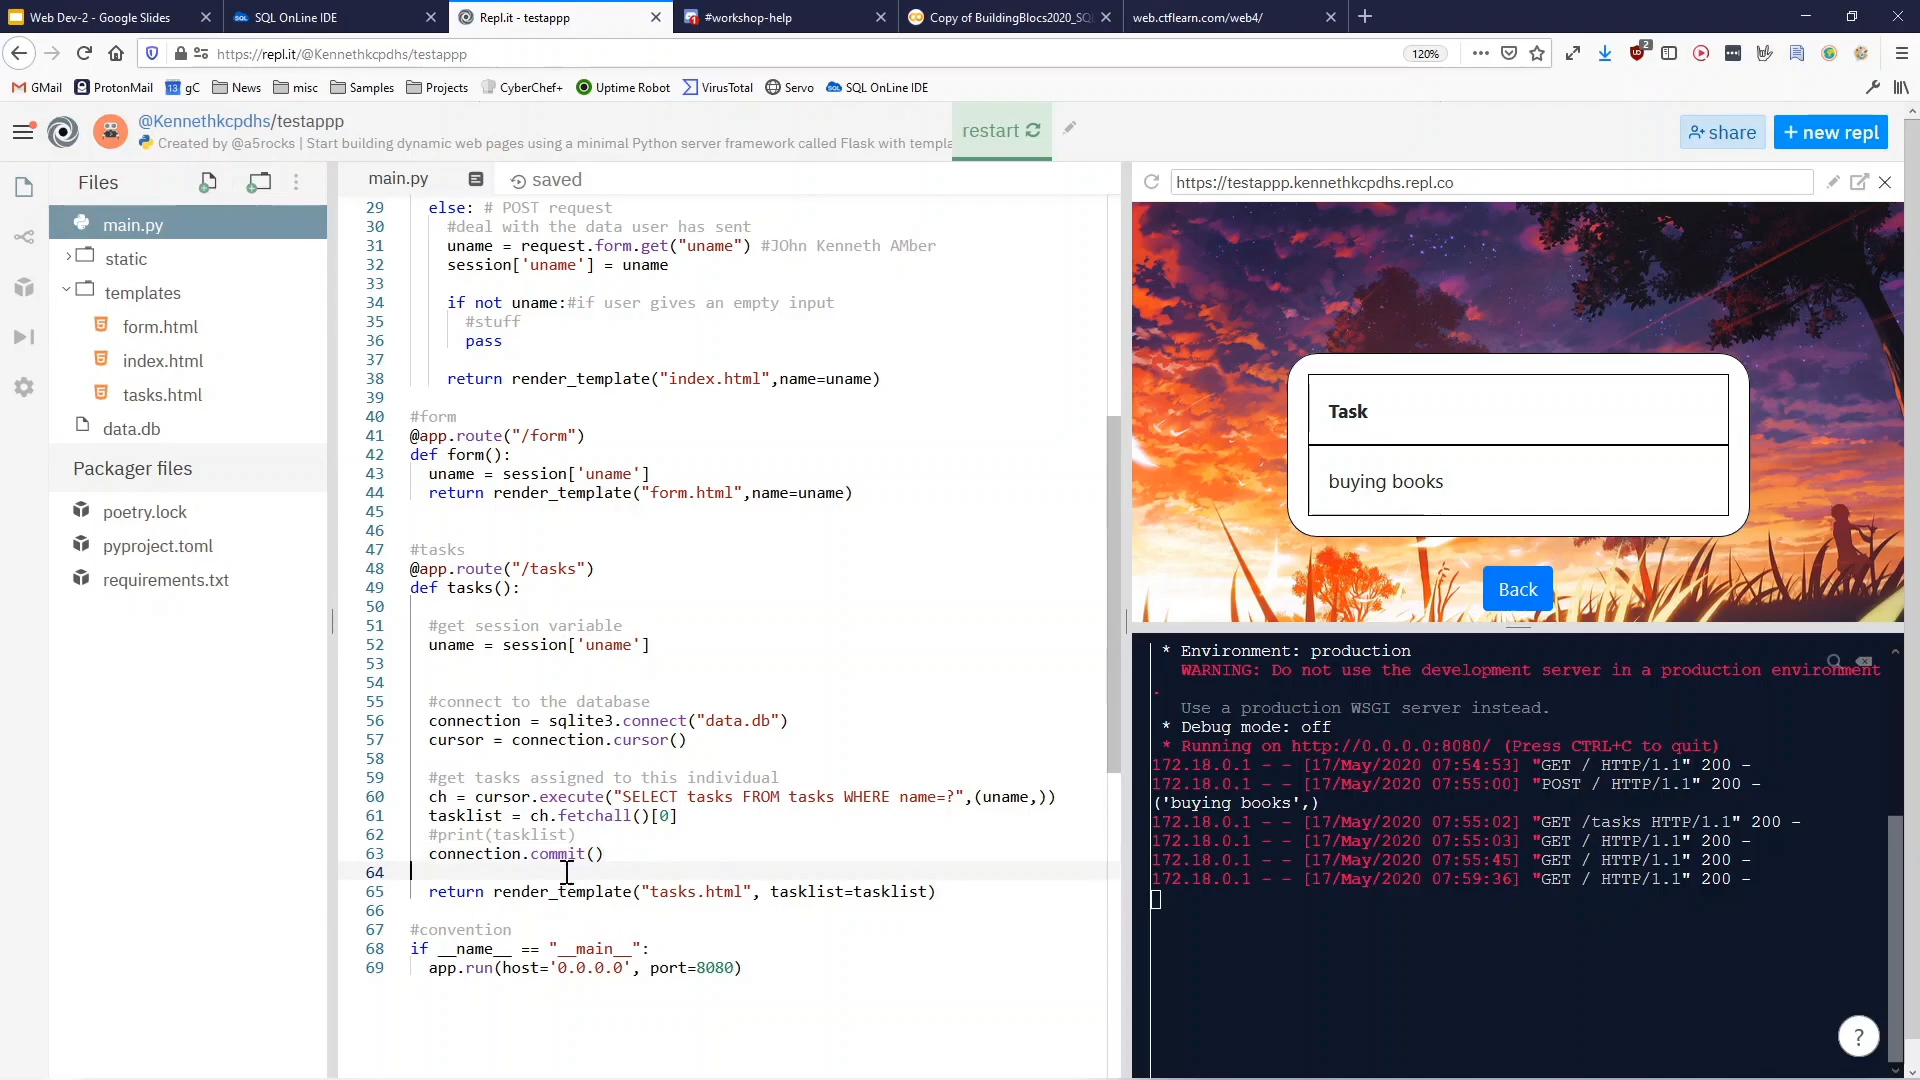 Web Dev-2 - Google Slides
SQL OnLine IDE
Repl.it - testappp
#workshop-help
Copy of BuildingBlocs2020_SQ
web.ctflearn.com/web4/
https://repl.it/@Kennethkcpdhs/testappp
120%
2
GMail
ProtonMail
13 gC
News
misc
Samples
Projects
CyberChef+
Uptime Robot
VirusTotal
Servo
SQL OnLine IDE
@Kennethkcpdhs/testappp
Created by @a5rocks | Start building dynamic web pages using a minimal Python server framework called Flask with templa
restart
share
+ new repl
Files
main.py
static
templates
form.html
index.html
tasks.html
data.db
Packager files
poetry.lock
pyproject.toml
requirements.txt
main.py
saved
29 else: # POST request
30 #deal with the data user has sent
31 uname = request.form.get("uname") #JOhn Kenneth AMber
32 session['uname'] = uname
33
34 if not uname:#if user gives an empty input
35 #stuff
36 pass
37
38 return render_template("index.html",name=uname)
39
40 #form
41 @app.route("/form")
42 def form():
43 uname = session['uname']
44 return render_template("form.html",name=uname)
45
46
47 #tasks
48 @app.route("/tasks")
49 def tasks():
50
51 #get session variable
52 uname = session['uname']
53
54
55 #connect to the database
56 connection = sqlite3.connect("data.db")
57 cursor = connection.cursor()
58
59 #get tasks assigned to this individual
60 ch = cursor.execute("SELECT tasks FROM tasks WHERE name=?",(uname,))
61 tasklist = ch.fetchall()[0]
62 #print(tasklist)
63 connection.commit()
64
65 return render_template("tasks.html", tasklist=tasklist)
66
67 #convention
68 if __name__ == "__main__":
69 app.run(host='0.0.0.0', port=8080)
https://testappp.kennethkcpdhs.repl.co
Task
buying books
Back
* Environment: production
WARNING: Do not use the development server in a production environment
.
Use a production WSGI server instead.
* Debug mode: off
* Running on http://0.0.0.0:8080/ (Press CTRL+C to quit)
172.18.0.1 - - [17/May/2020 07:54:53] "GET / HTTP/1.1" 200 -
172.18.0.1 - - [17/May/2020 07:55:00] "POST / HTTP/1.1" 200 -
('buying books',)
172.18.0.1 - - [17/May/2020 07:55:02] "GET /tasks HTTP/1.1" 200 -
172.18.0.1 - - [17/May/2020 07:55:03] "GET / HTTP/1.1" 200 -
172.18.0.1 - - [17/May/2020 07:55:45] "GET / HTTP/1.1" 200 -
172.18.0.1 - - [17/May/2020 07:59:36] "GET / HTTP/1.1" 200 -
?